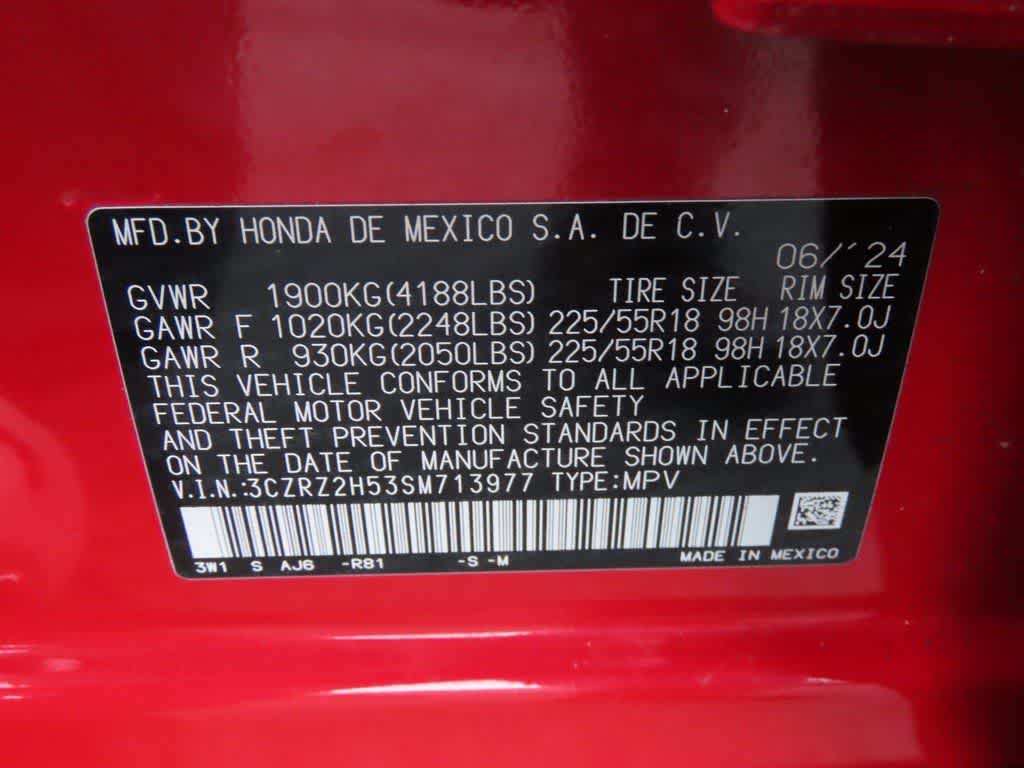 MFD.BY HONDA DE MEXICO S.A. DE C.V.
06/'24
GVWR 1900KG(4188LBS) TIRE SIZE RIM SIZE
GAWR F 1020KG(2248LBS) 225/55R18 98H 18X7.0J
GAWR R 930KG(2050LBS) 225/55R18 98H 18X7.0J
THIS VEHICLE CONFORMS TO ALL APPLICABLE
FEDERAL MOTOR VEHICLE SAFETY
AND THEFT PREVENTION STANDARDS IN EFFECT
ON THE DATE OF MANUFACTURE SHOWN ABOVE.
V.I.N.:3CZRZ2H53SM713977 TYPE:MPV
3W1 S AJ6 -R81 -S -M MADE IN MEXICO